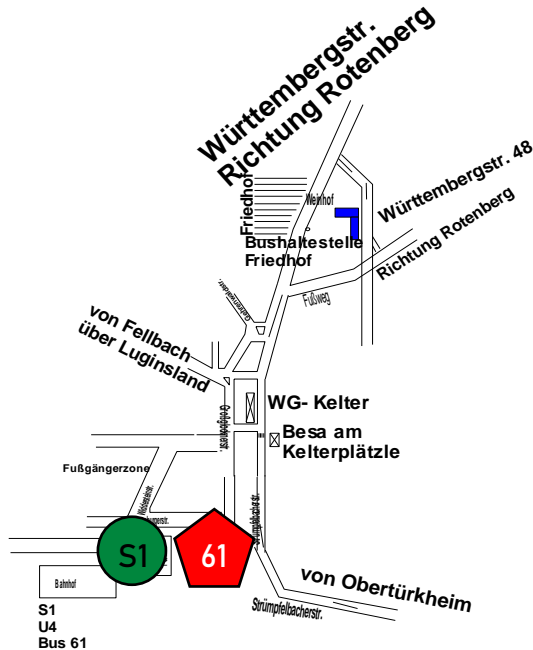 Württembergstr.
Richtung Rotenberg
Württembergstr. 48
Richtung Rotenberg
Friedhof
Weinhof
Bushaltestelle
Friedhof
Fußweg
von Fellbach
über Luginsland
WG- Kelter
Besa am
Kelterplätzle
Fußgängerzone
S1
61
Bahnhof
von Obertürkheim
Strümpfelbacherstr.
Strümpfelbacherstr.
S1
U4
Bus 61